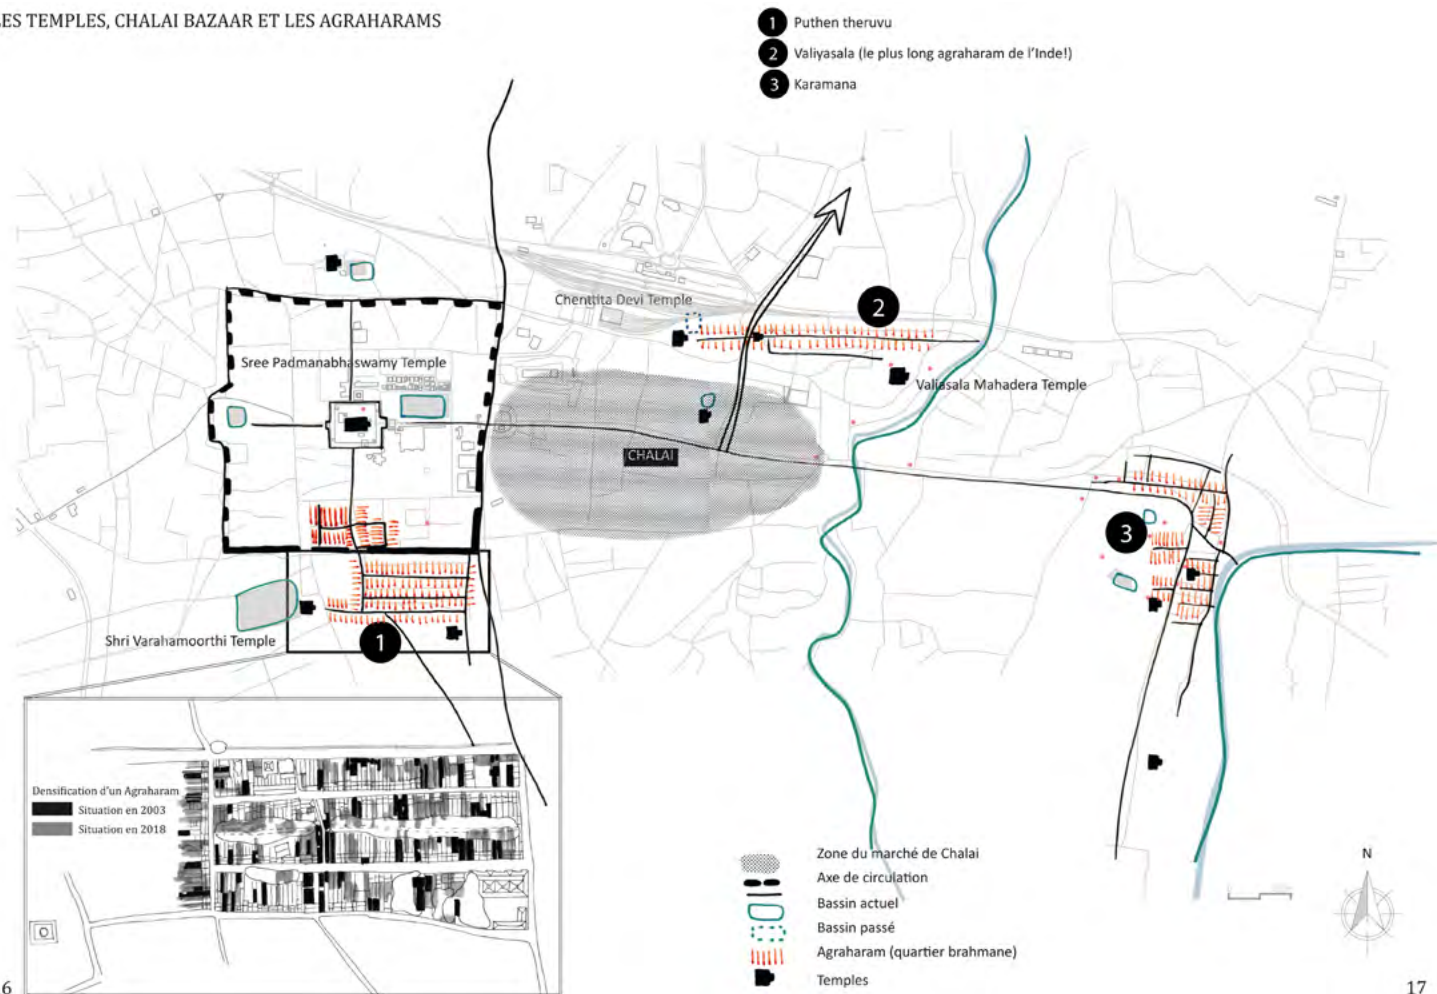 LES TEMPLES, CHALAI BAZAAR ET LES AGRAHARAMS
1 Puthen theruvu
2 Valiyasala (le plus long agraharam de l'Inde!)
3 Karamana
Chenttita Devi Temple
2
Sree Padmanabhaswamy Temple
Valiasala Mahadera Temple
CHALAI
3
Shri Varahamoorthi Temple
1
Densification d'un Agraharam
Situation en 2003
Situation en 2018
Zone du marché de Chalai
Axe de circulation
Bassin actuel
Bassin passé
Agraharam (quartier brahmane)
Temples
N
6
17